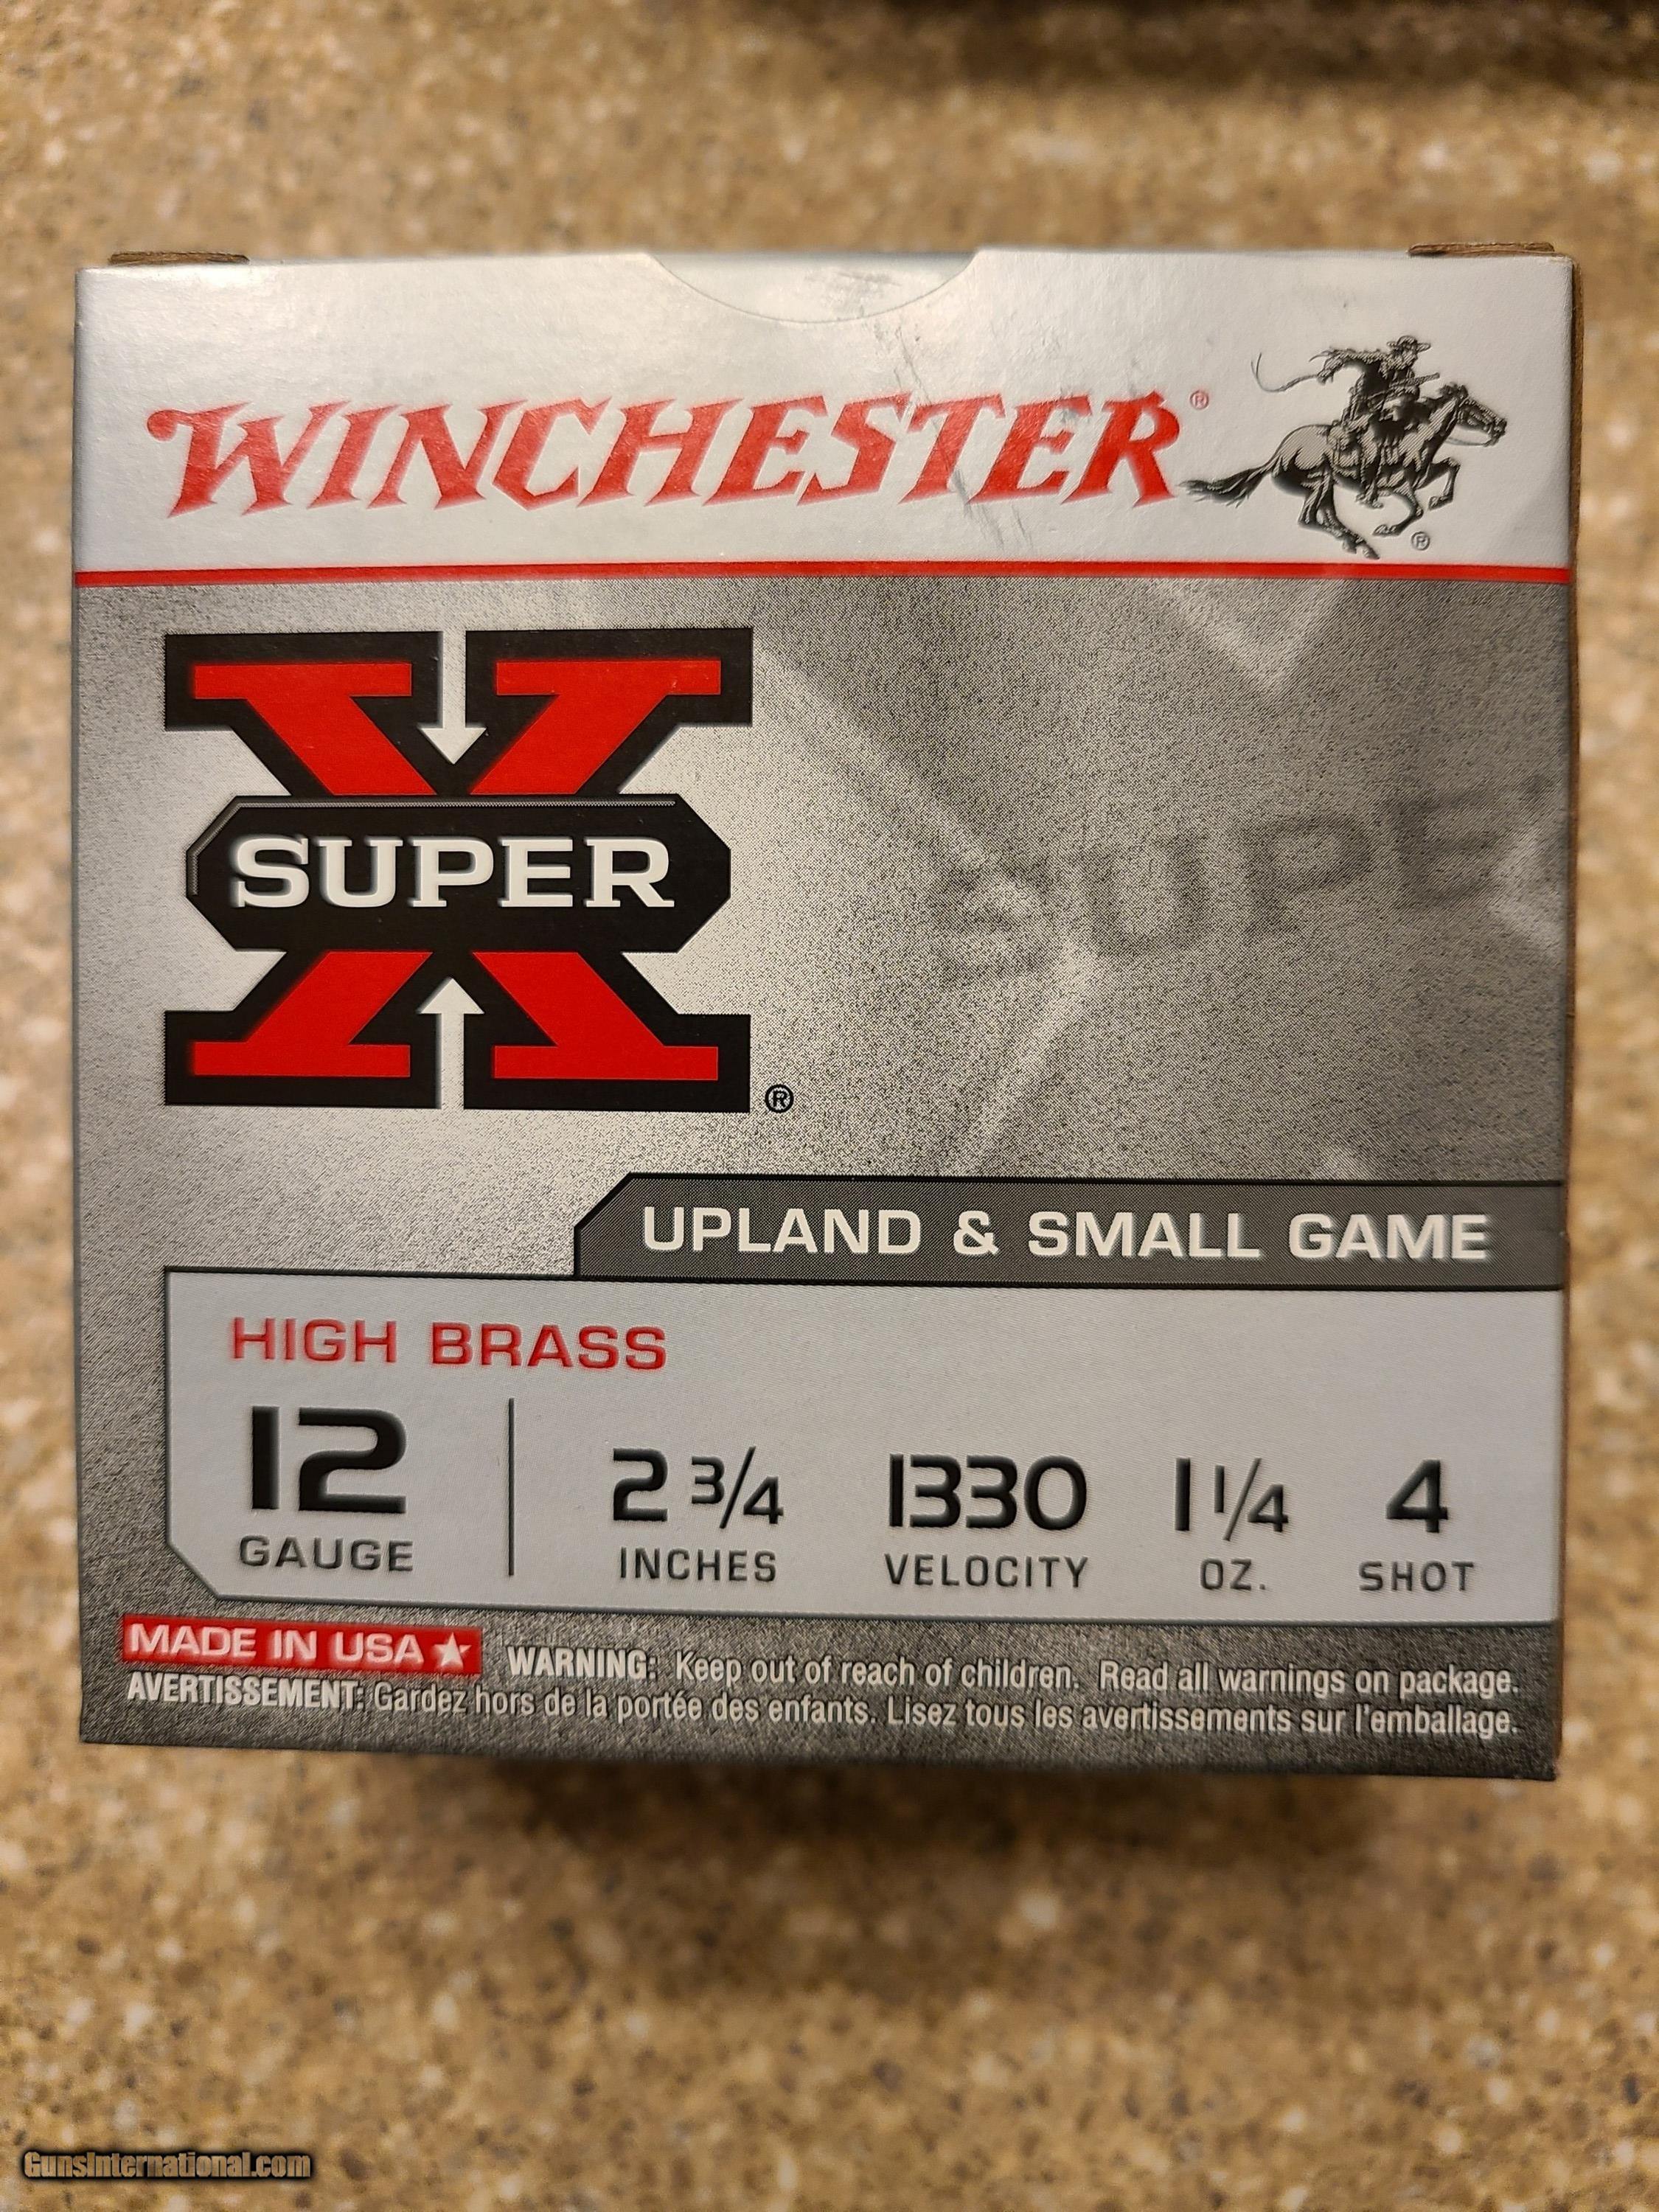 WINCHESTER®
®
SUPER X
®
SUPE
UPLAND & SMALL GAME
HIGH BRASS
12 2 3/4 1330 1 1/4 4
GAUGE INCHES VELOCITY OZ. SHOT
MADE IN USA ★ WARNING: Keep out of reach of children. Read all warnings on package.
AVERTISSEMENT: Gardez hors de la portée des enfants. Lisez tous les avertissements sur l'emballage.
GunsInternational.com